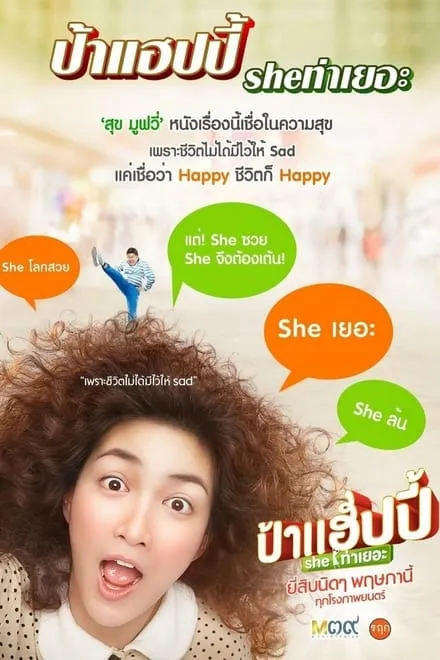 ป้าแฮปปี้ sheท่าเยอะ
‘สุข มูฟวี่’ หนังเรื่องนี้เชื่อในความสุข
เพราะชีวิตไม่ได้มีไว้ให้ Sad
แค่เชื่อว่า Happy ชีวิตก็ Happy
She โลกสวย
แต่! She ซวย
She จึงต้องเต้น!
She เยอะ
“เพราะชีวิตไม่ได้มีไว้ให้ sad”
She ล้น
ป้าแฮปปี้
she ท่าเยอะ
ยี่สิบนิดๆ พฤษภานี้
ทุกโรงภาพยนตร์
M๓๙
รฤก